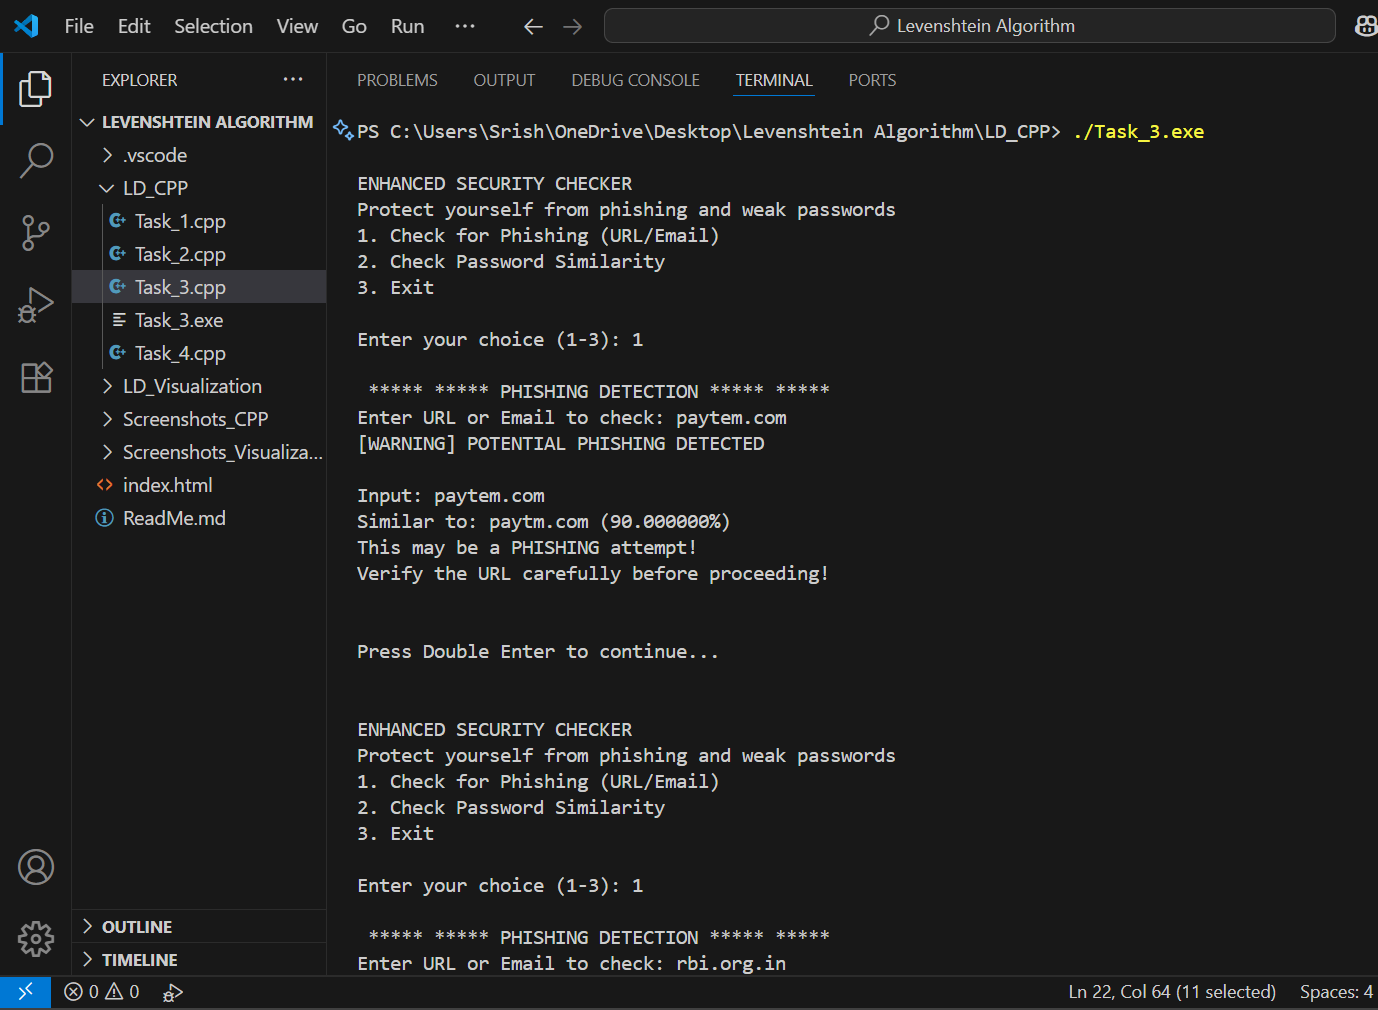 File Edit Selection View Go Run ··· Levenshtein Algorithm
EXPLORER ···
PROBLEMS OUTPUT DEBUG CONSOLE TERMINAL PORTS
LEVENSHTEIN ALGORITHM
.vscode
LD_CPP
Task_1.cpp
Task_2.cpp
Task_3.cpp
Task_3.exe
Task_4.cpp
LD_Visualization
Screenshots_CPP
Screenshots_Visualiza...
index.html
ReadMe.md
OUTLINE
TIMELINE
PS C:\Users\Srish\OneDrive\Desktop\Levenshtein Algorithm\LD_CPP> ./Task_3.exe
ENHANCED SECURITY CHECKER
Protect yourself from phishing and weak passwords
1. Check for Phishing (URL/Email)
2. Check Password Similarity
3. Exit
Enter your choice (1-3): 1
***** ***** PHISHING DETECTION ***** *****
Enter URL or Email to check: paytem.com
[WARNING] POTENTIAL PHISHING DETECTED
Input: paytem.com
Similar to: paytm.com (90.000000%)
This may be a PHISHING attempt!
Verify the URL carefully before proceeding!
Press Double Enter to continue...
ENHANCED SECURITY CHECKER
Protect yourself from phishing and weak passwords
1. Check for Phishing (URL/Email)
2. Check Password Similarity
3. Exit
Enter your choice (1-3): 1
***** ***** PHISHING DETECTION ***** *****
Enter URL or Email to check: rbi.org.in
0 0 Ln 22, Col 64 (11 selected) Spaces: 4